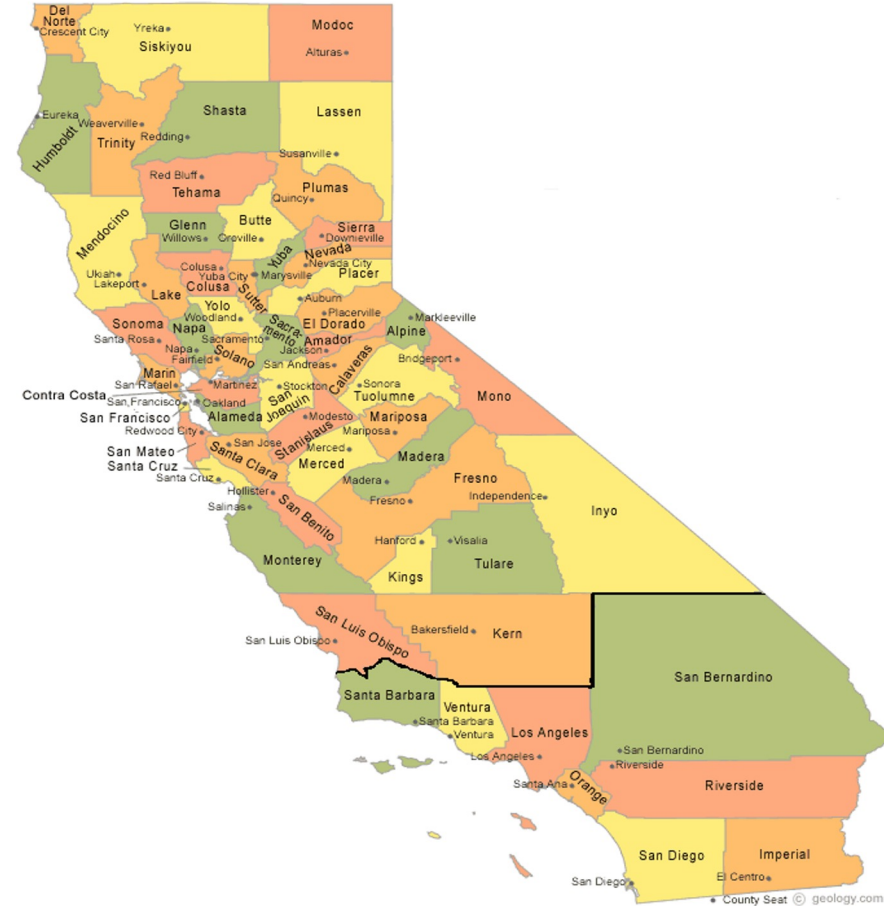 Del
Norte
Crescent City
Yreka
Siskiyou
Modoc
Alturas
Eureka
Humboldt
Weaverville
Trinity
Shasta
Redding
Lassen
Susanville
Red Bluff
Tehama
Plumas
Quincy
Mendocino
Ukiah
Glenn
Willows
Butte
Oroville
Sierra
Downieville
Yuba
Nevada
Nevada City
Placer
Colusa
Colusa
Yuba City
Marysville
Lakeport
Lake
Sutter
Auburn
Yolo
Woodland
Placerville
El Dorado
Sonoma
Santa Rosa
Napa
Napa
Sacra-
mento
Sacramento
Amador
Jackson
Alpine
Markleeville
Fairfield
Solano
San Andreas
Calaveras
Bridgeport
Marin
San Rafael
Contra Costa
Martinez
Stockton
San
Joaquin
Sonora
Tuolumne
Mono
San Francisco
San Francisco
Oakland
Alameda
Modesto
Stanislaus
Mariposa
Mariposa
Redwood City
San Mateo
San Jose
Santa Clara
Merced
Merced
Madera
Madera
Santa Cruz
Santa Cruz
Fresno
Fresno
Independence
Inyo
Hollister
San Benito
Salinas
Monterey
Hanford
Kings
Visalia
Tulare
San Luis Obispo
San Luis Obispo
Bakersfield
Kern
San Bernardino
Santa Barbara
Santa Barbara
Ventura
Ventura
Los Angeles
Los Angeles
San Bernardino
Riverside
Riverside
Santa Ana
Orange
San Diego
San Diego
Imperial
El Centro
County Seat © geology.com